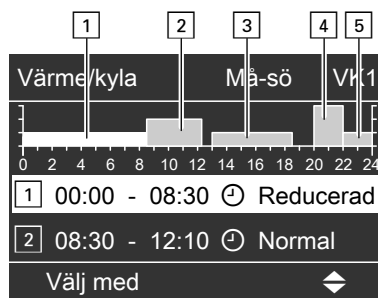 1 2 3 4 5
Värme/kyla Må-sö VK1
0 2 4 6 8 10 12 14 16 18 20 22 24
1 00:00 - 08:30 Reducerad
2 08:30 - 12:10 Normal
Välj med